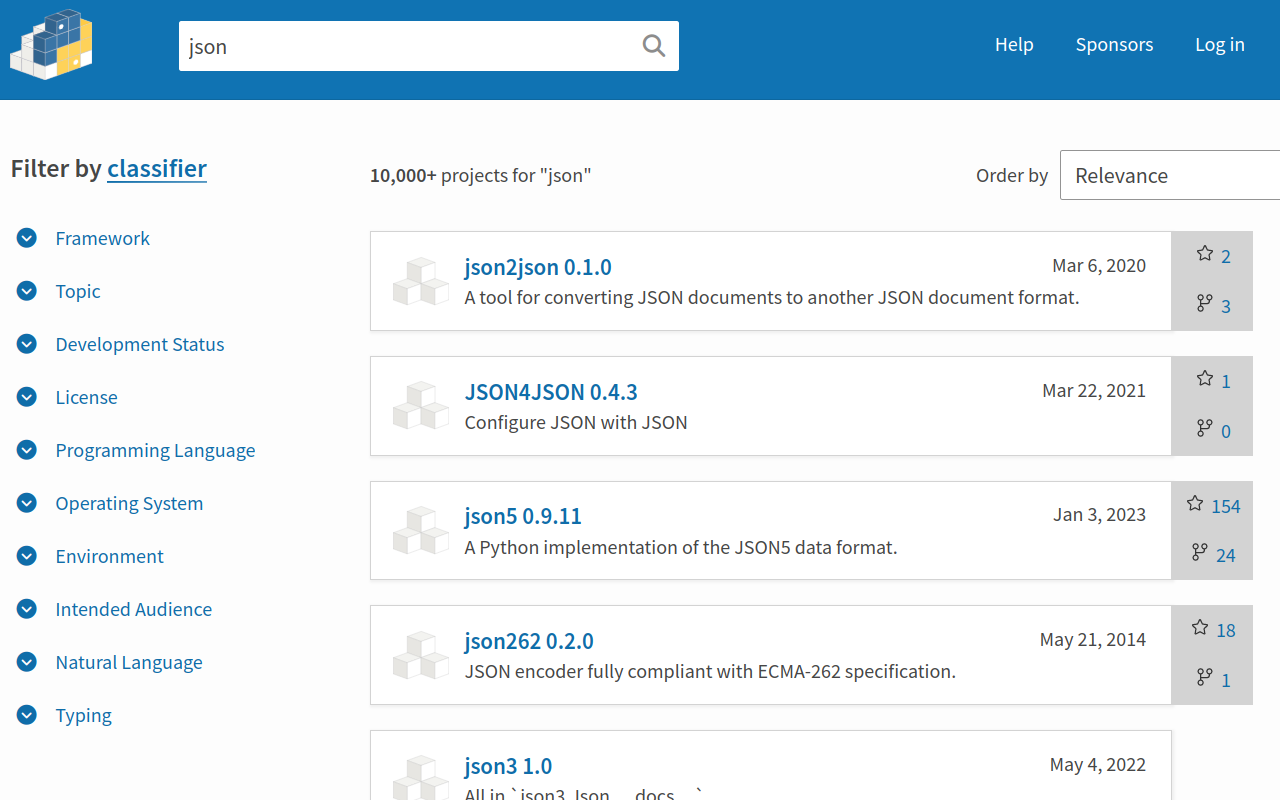 json
Help
Sponsors
Log in
Filter by classifier
Framework
Topic
Development Status
License
Programming Language
Operating System
Environment
Intended Audience
Natural Language
Typing
10,000+ projects for "json"
Order by
Relevance
json2json 0.1.0
Mar 6, 2020
A tool for converting JSON documents to another JSON document format.
2
3
JSON4JSON 0.4.3
Mar 22, 2021
Configure JSON with JSON
1
0
json5 0.9.11
Jan 3, 2023
A Python implementation of the JSON5 data format.
154
24
json262 0.2.0
May 21, 2014
JSON encoder fully compliant with ECMA-262 specification.
18
1
json3 1.0
May 4, 2022
All in `json3.Json.